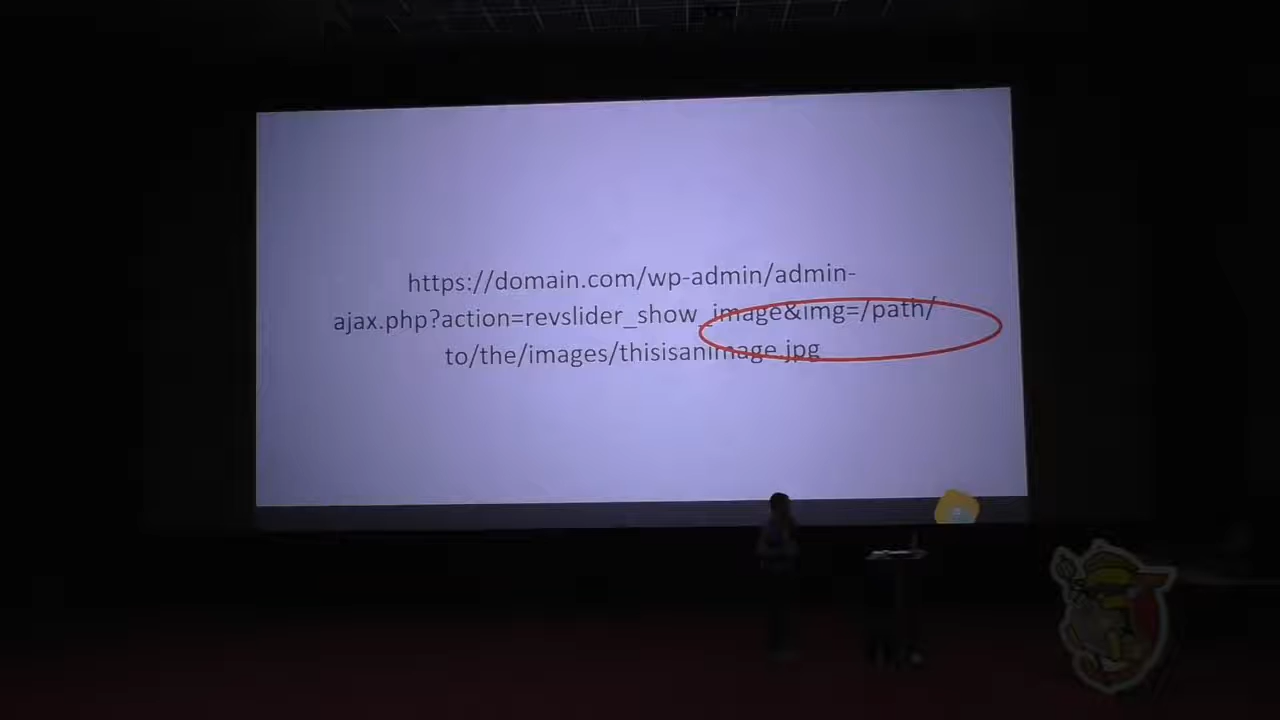 https://domain.com/wp-admin/admin-
ajax.php?action=revslider_show_image&img=/path/
to/the/images/thisisanimage.jpg